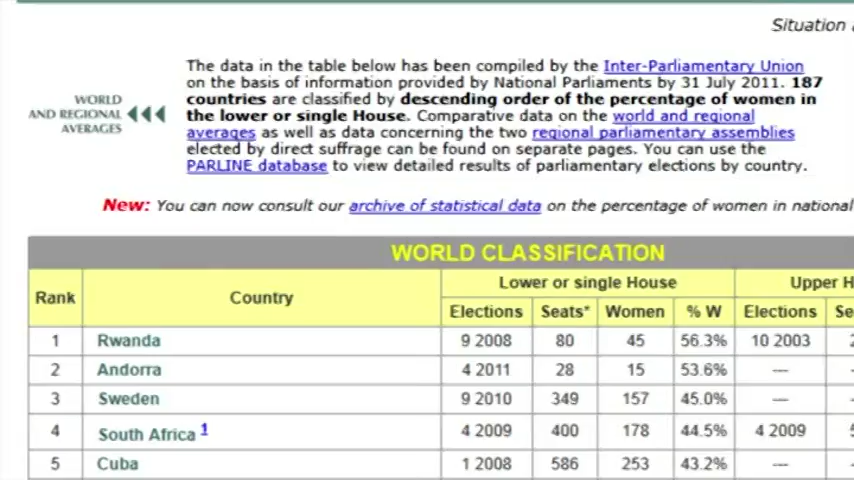 Situation
The data in the table below has been compiled by the Inter-Parliamentary Union
on the basis of information provided by National Parliaments by 31 July 2011. 187
countries are classified by descending order of the percentage of women in
the lower or single House. Comparative data on the world and regional
averages as well as data concerning the two regional parliamentary assemblies
elected by direct suffrage can be found on separate pages. You can use the
PARLINE database to view detailed results of parliamentary elections by country.
WORLD
AND REGIONAL
AVERAGES
New: You can now consult our archive of statistical data on the percentage of women in national
WORLD CLASSIFICATION
Rank Country Lower or single House Upper H
Elections Seats* Women % W Elections Se
1 Rwanda 9 2008 80 45 56.3% 10 2003
2 Andorra 4 2011 28 15 53.6% ---
3 Sweden 9 2010 349 157 45.0% ---
4 South Africa 1 4 2009 400 178 44.5% 4 2009
5 Cuba 1 2008 586 253 43.2% ---